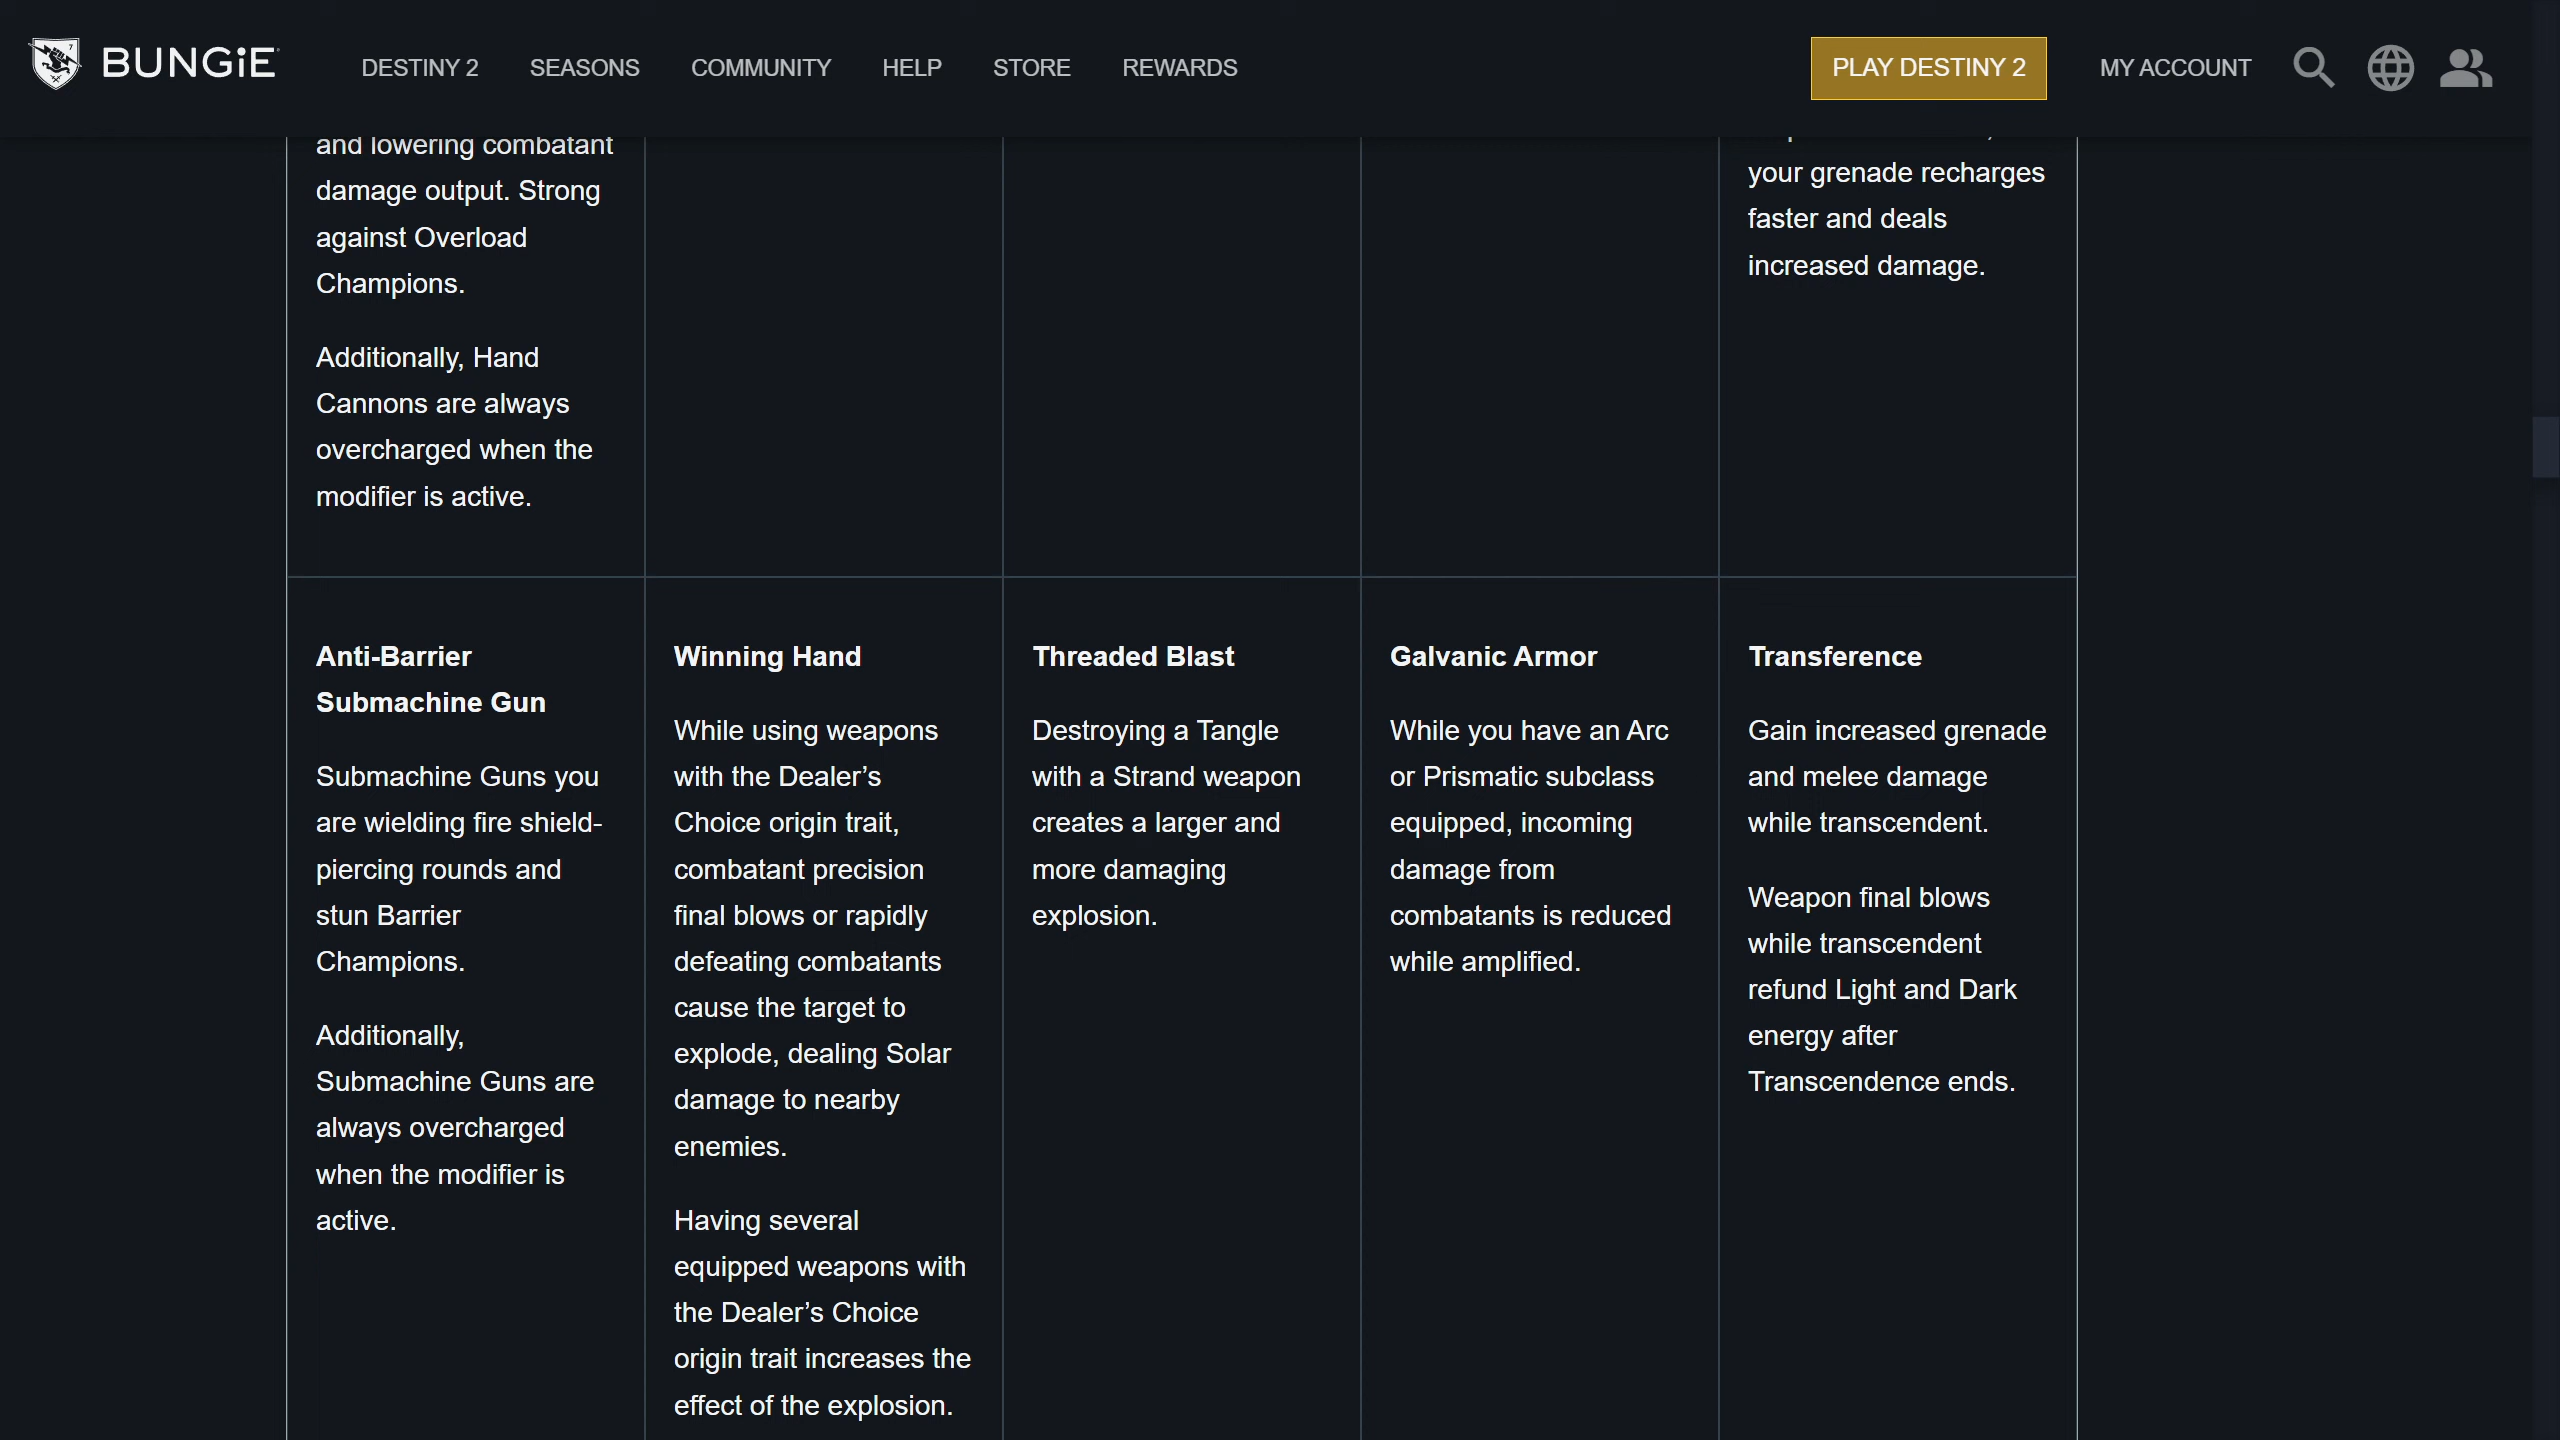 BUNGiE
DESTINY 2
SEASONS
COMMUNITY
HELP
STORE
REWARDS
PLAY DESTINY 2
MY ACCOUNT
and lowering combatant
damage output. Strong
against Overload
Champions.
Additionally, Hand
Cannons are always
overcharged when the
modifier is active.
your grenade recharges
faster and deals
increased damage.
Anti-Barrier
Submachine Gun
Submachine Guns you
are wielding fire shield-
piercing rounds and
stun Barrier
Champions.
Additionally,
Submachine Guns are
always overcharged
when the modifier is
active.
Winning Hand
While using weapons
with the Dealer’s
Choice origin trait,
combatant precision
final blows or rapidly
defeating combatants
cause the target to
explode, dealing Solar
damage to nearby
enemies.
Having several
equipped weapons with
the Dealer’s Choice
origin trait increases the
effect of the explosion.
Threaded Blast
Destroying a Tangle
with a Strand weapon
creates a larger and
more damaging
explosion.
Galvanic Armor
While you have an Arc
or Prismatic subclass
equipped, incoming
damage from
combatants is reduced
while amplified.
Transference
Gain increased grenade
and melee damage
while transcendent.
Weapon final blows
while transcendent
refund Light and Dark
energy after
Transcendence ends.